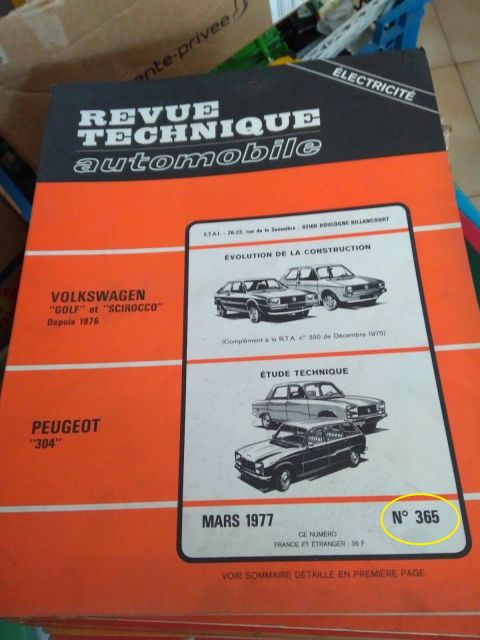 ente-privee
ÉLECTRICITÉ
REVUE
TECHNIQUE
automobile
E.T.A.I. - 20-22, rue de la Saussière - 92100 BOULOGNE BILLANCOURT
ÉVOLUTION DE LA CONSTRUCTION
VOLKSWAGEN
"GOLF" et "SCIROCCO"
Depuis 1976
(Complément à la R.T.A. n° 350 de Décembre 1975)
ÉTUDE TECHNIQUE
PEUGEOT
"304"
MARS 1977
N° 365
CE NUMÉRO
FRANCE ET ÉTRANGER : 36 F
VOIR SOMMAIRE DÉTAILLÉ EN PREMIÈRE PAGE